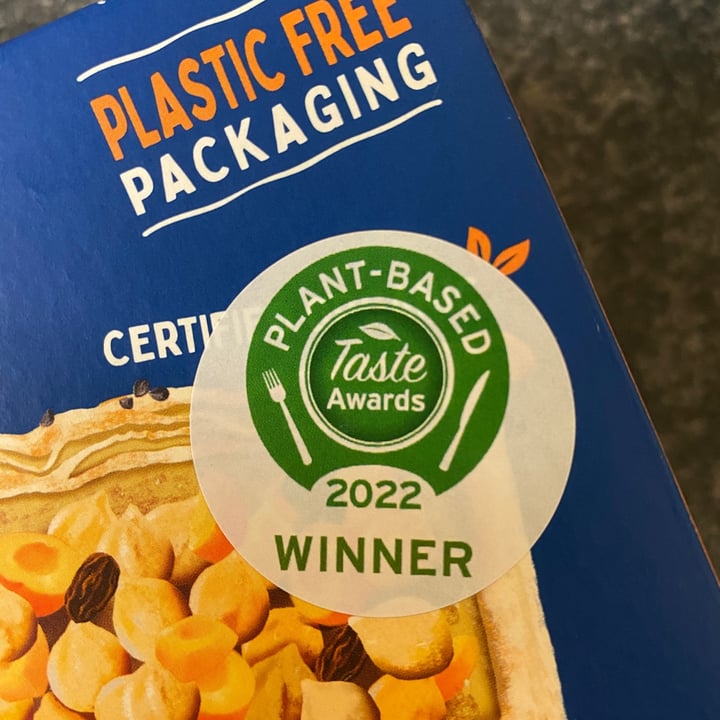 PLASTIC FREE
PACKAGING
PLANT-BASED
Taste
Awards
2022
WINNER